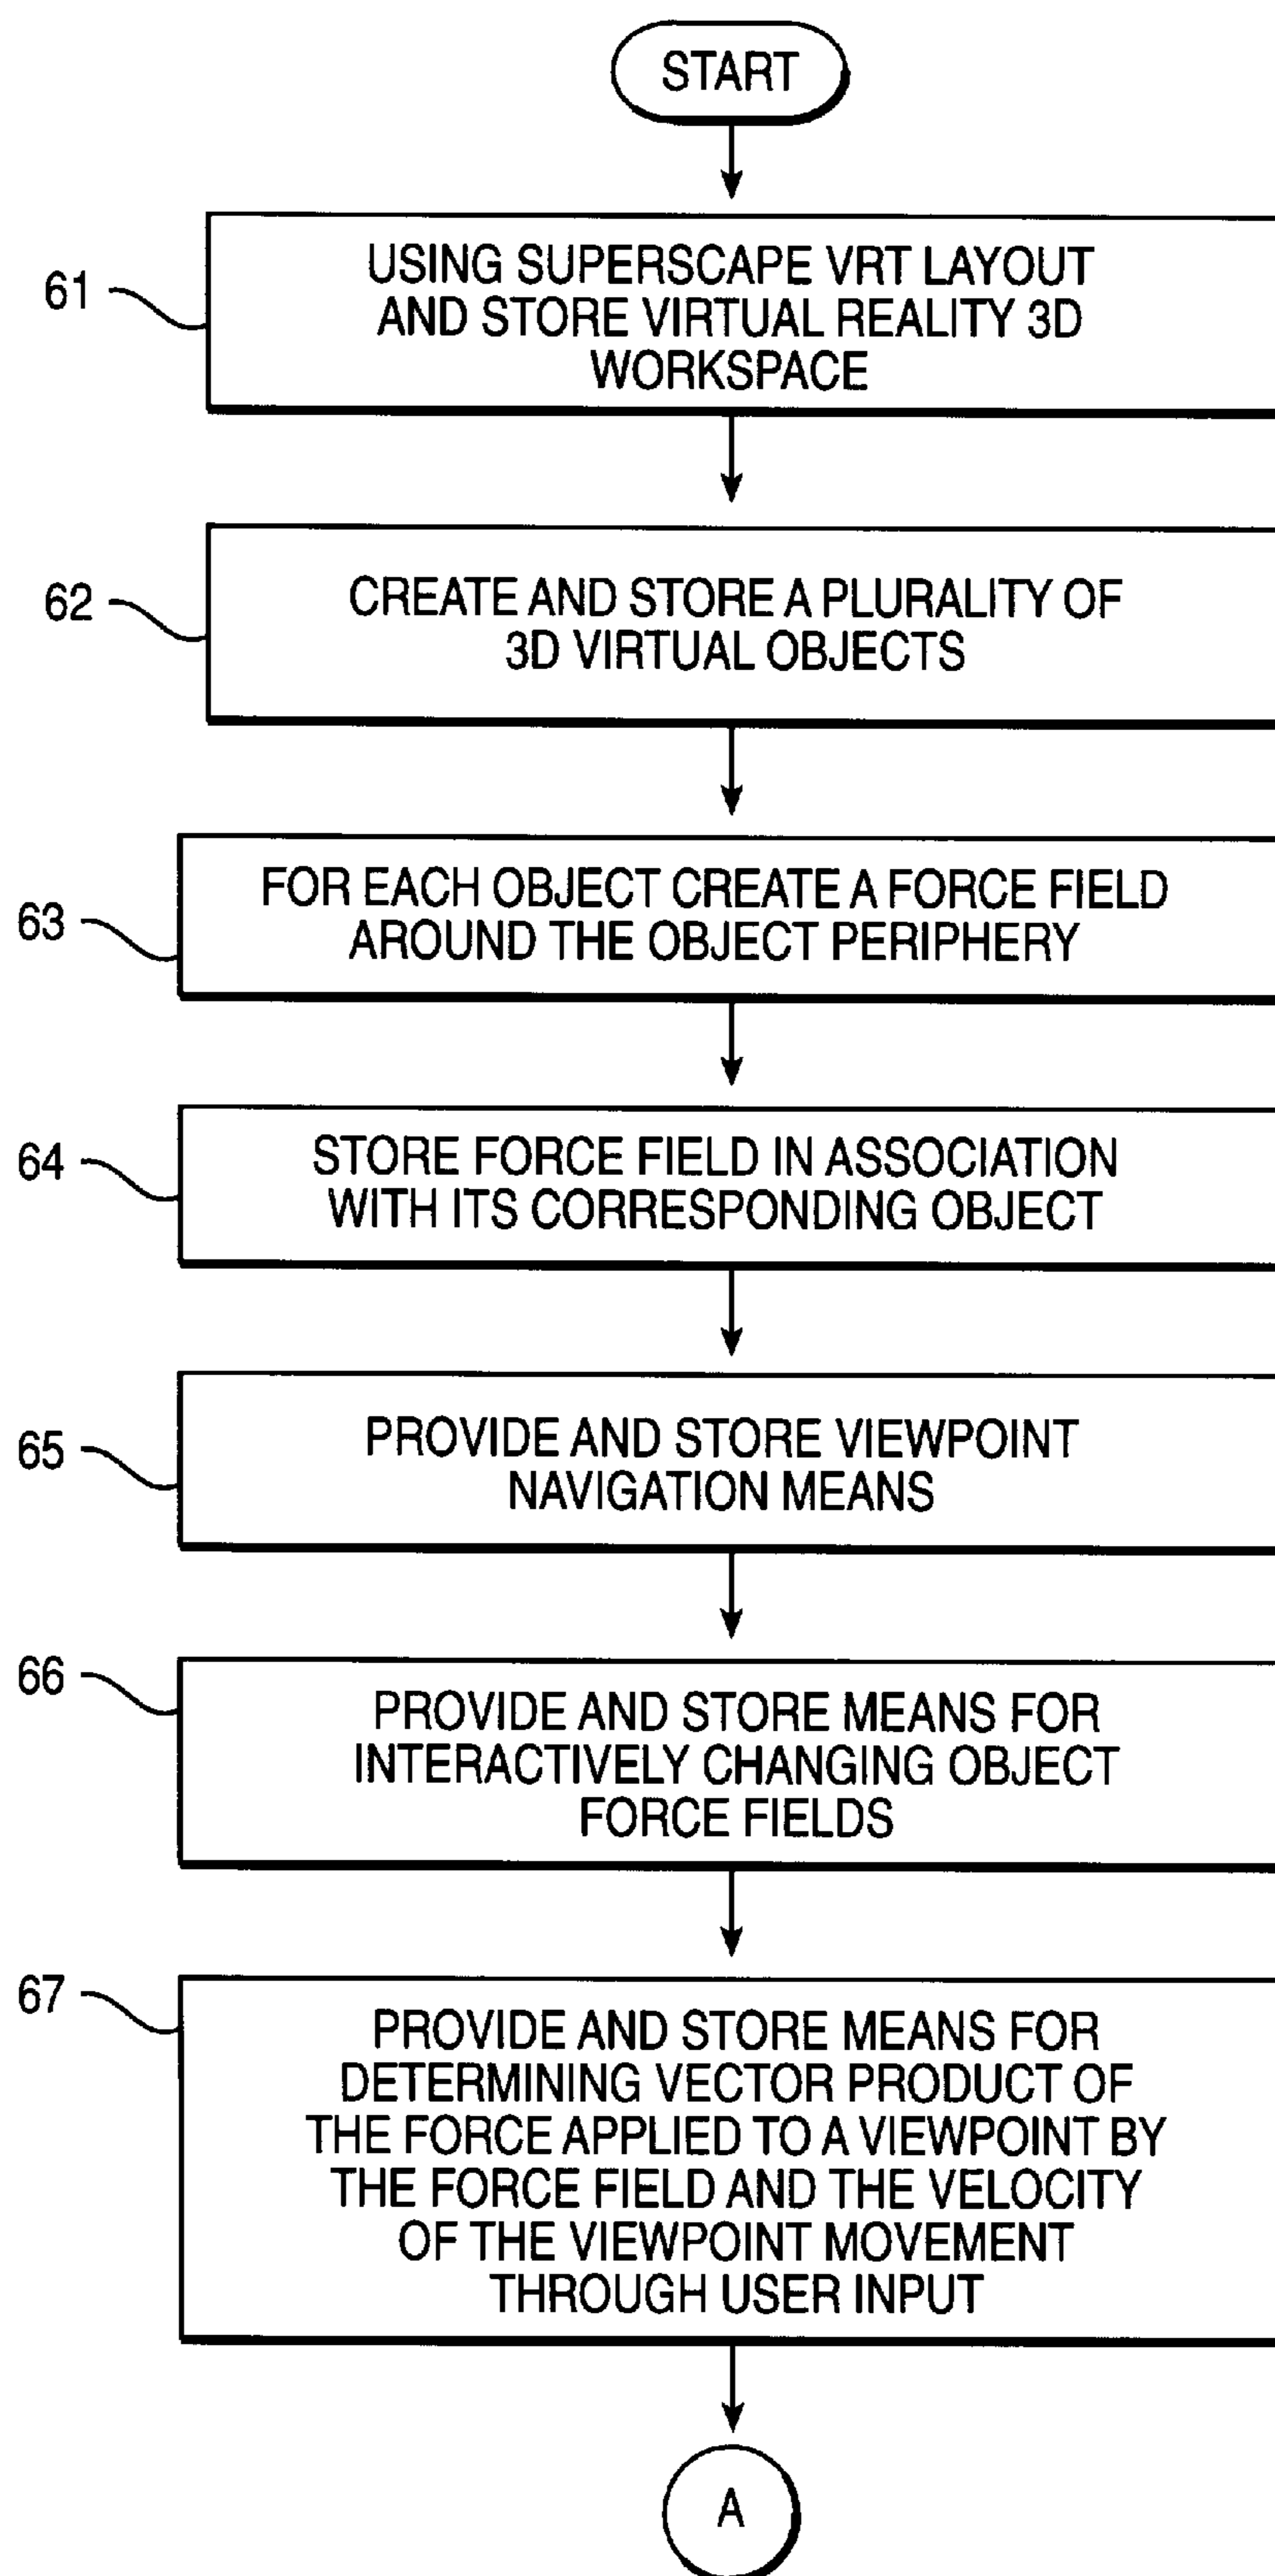 START
61
USING SUPERSCAPE VRT LAYOUT
AND STORE VIRTUAL REALITY 3D
WORKSPACE
62
CREATE AND STORE A PLURALITY OF
3D VIRTUAL OBJECTS
63
FOR EACH OBJECT CREATE A FORCE FIELD
AROUND THE OBJECT PERIPHERY
64
STORE FORCE FIELD IN ASSOCIATION
WITH ITS CORRESPONDING OBJECT
65
PROVIDE AND STORE VIEWPOINT
NAVIGATION MEANS
66
PROVIDE AND STORE MEANS FOR
INTERACTIVELY CHANGING OBJECT
FORCE FIELDS
67
PROVIDE AND STORE MEANS FOR
DETERMINING VECTOR PRODUCT OF
THE FORCE APPLIED TO A VIEWPOINT BY
THE FORCE FIELD AND THE VELOCITY
OF THE VIEWPOINT MOVEMENT
THROUGH USER INPUT
A